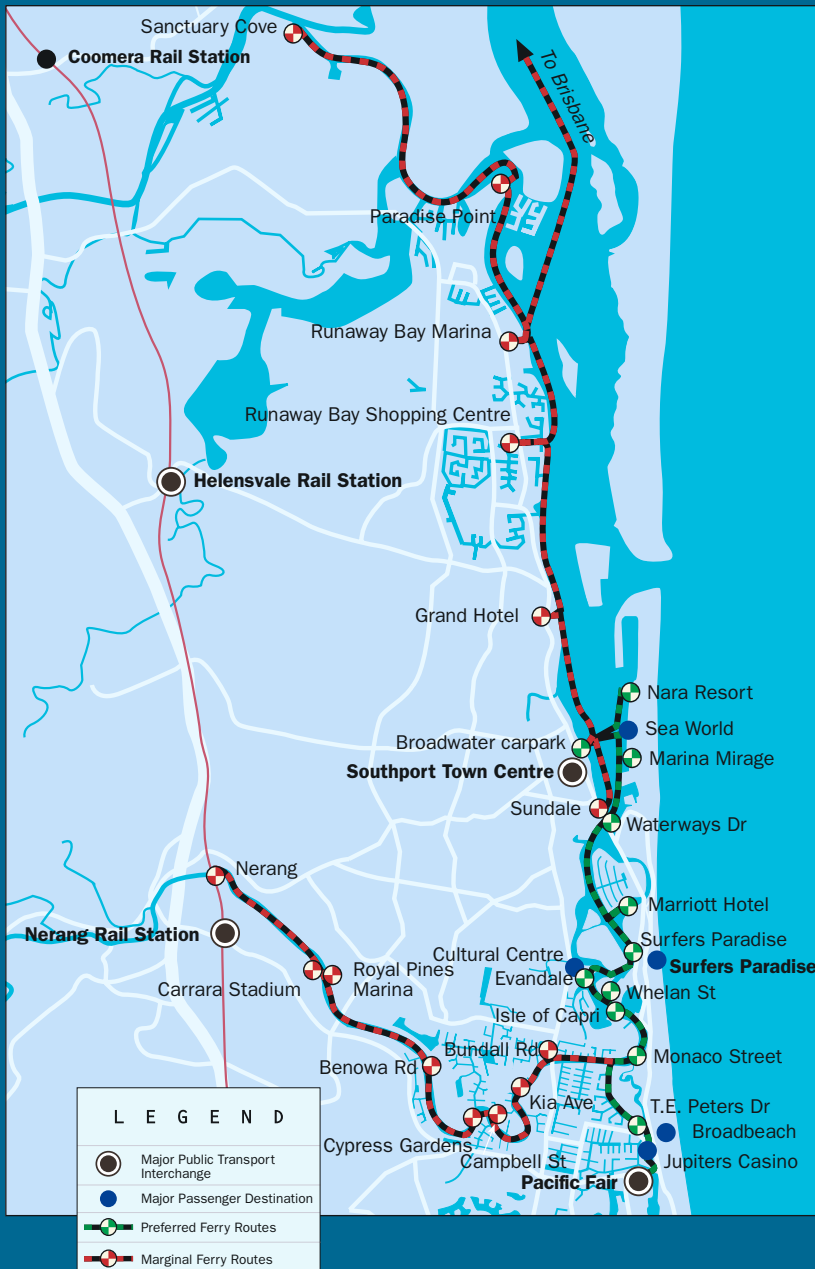 Sanctuary Cove
Coomera Rail Station
To Brisbane
Paradise Point
Runaway Bay Marina
Runaway Bay Shopping Centre
Helensvale Rail Station
Grand Hotel
Nara Resort
Sea World
Broadwater carpark
Marina Mirage
Southport Town Centre
Sundale
Waterways Dr
Nerang
Marriott Hotel
Nerang Rail Station
Surfers Paradise
Cultural Centre
Surfers Paradise
Royal Pines
Marina
Evandale
Carrara Stadium
Whelan St
Isle of Capri
Bundall Rd
Monaco Street
Benowa Rd
Kia Ave
T.E. Peters Dr
Broadbeach
Cypress Gardens
Campbell St
Jupiters Casino
Pacific Fair
LEGEND
Major Public Transport
Interchange
Major Passenger Destination
Preferred Ferry Routes
Marginal Ferry Routes